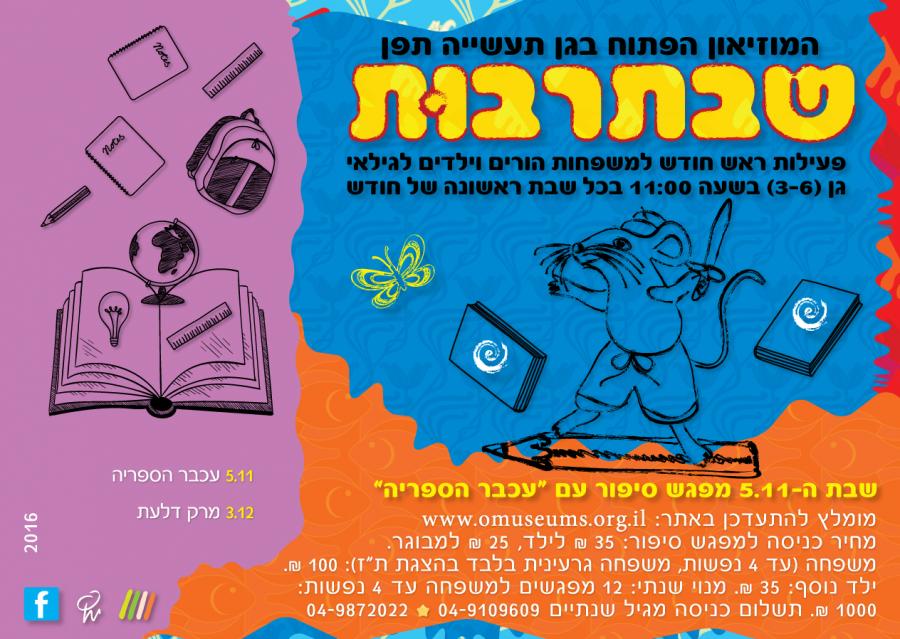 המוזיאון הפתוח בגן תעשייה תפן
שבתרבות
פעילות ראש חודש למשפחות הורים וילדים לגילאי
גן (3-6) בשעה 11:00 בכל שבת ראשונה של חודש
שבת ה-5.11 מפגש סיפור עם "עכבר הספריה"
מומלץ להתעדכן באתר: www.omuseums.org.il
מחיר כניסה למפגש סיפור: 35 ₪ לילד, 25 ₪ למבוגר.
משפחה (עד 4 נפשות, משפחה גרעינית בלבד בהצגת ת"ז): 100 ₪.
ילד נוסף: 35 ₪. מנוי שנתי: 12 מפגשים למשפחה עד 4 נפשות:
1000 ₪. תשלום כניסה מגיל שנתיים 04-9109609 04-9872022
Notes
Notes
5.11 עכבר הספריה
3.12 מרק דלעת
2016
f
e
e